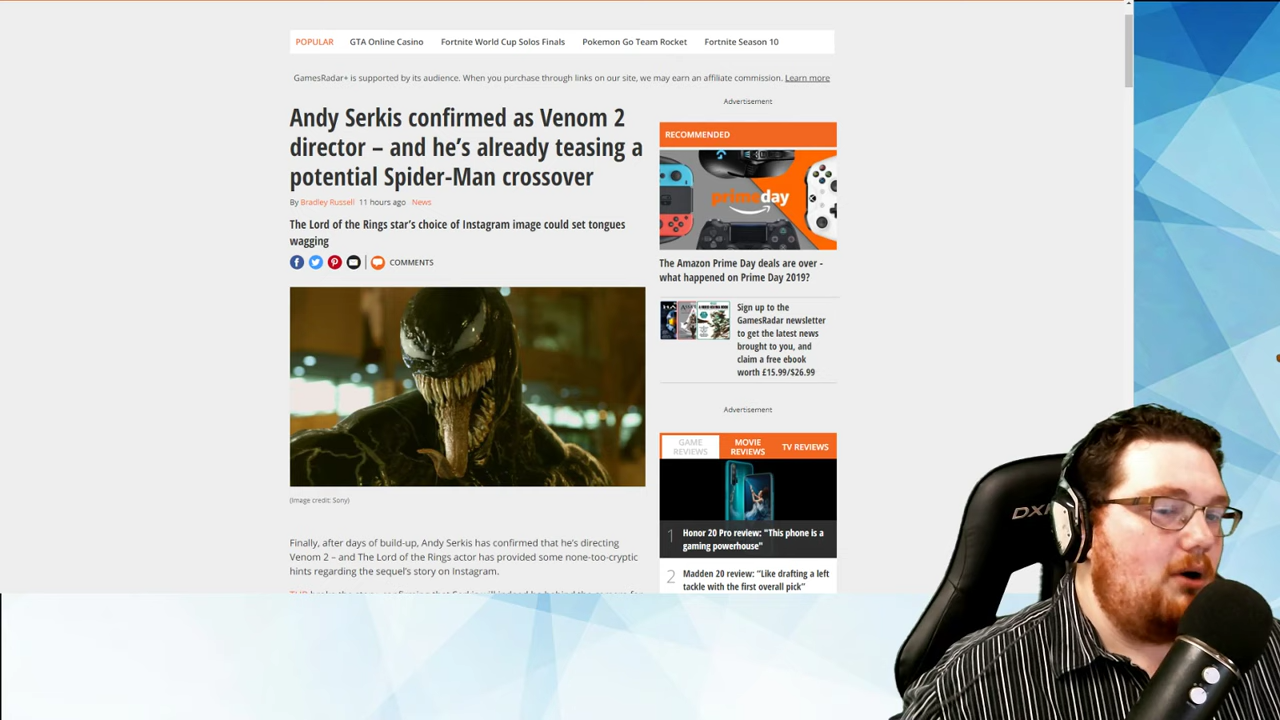 POPULAR GTA Online Casino Fortnite World Cup Solos Finals Pokemon Go Team Rocket Fortnite Season 10
GamesRadar+ is supported by its audience. When you purchase through links on our site, we may earn an affiliate commission. Learn more
Andy Serkis confirmed as Venom 2
director – and he's already teasing a
potential Spider-Man crossover
By Bradley Russell 11 hours ago News
The Lord of the Rings star's choice of Instagram image could set tongues
wagging
COMMENTS
(Image credit: Sony)
Finally, after days of build-up, Andy Serkis has confirmed that he's directing
Venom 2 – and The Lord of the Rings actor has provided some none-too-cryptic
hints regarding the sequel's story on Instagram.
Advertisement
RECOMMENDED
primeday
The Amazon Prime Day deals are over -
what happened on Prime Day 2019?
Sign up to the
GamesRadar newsletter
to get the latest news
brought to you, and
claim a free ebook
worth £15.99/$26.99
Advertisement
GAME
REVIEWS
MOVIE
REVIEWS
TV REVIEWS
1 Honor 20 Pro review: "This phone is a
gaming powerhouse"
2 Madden 20 review: "Like drafting a left
tackle with the first overall pick"